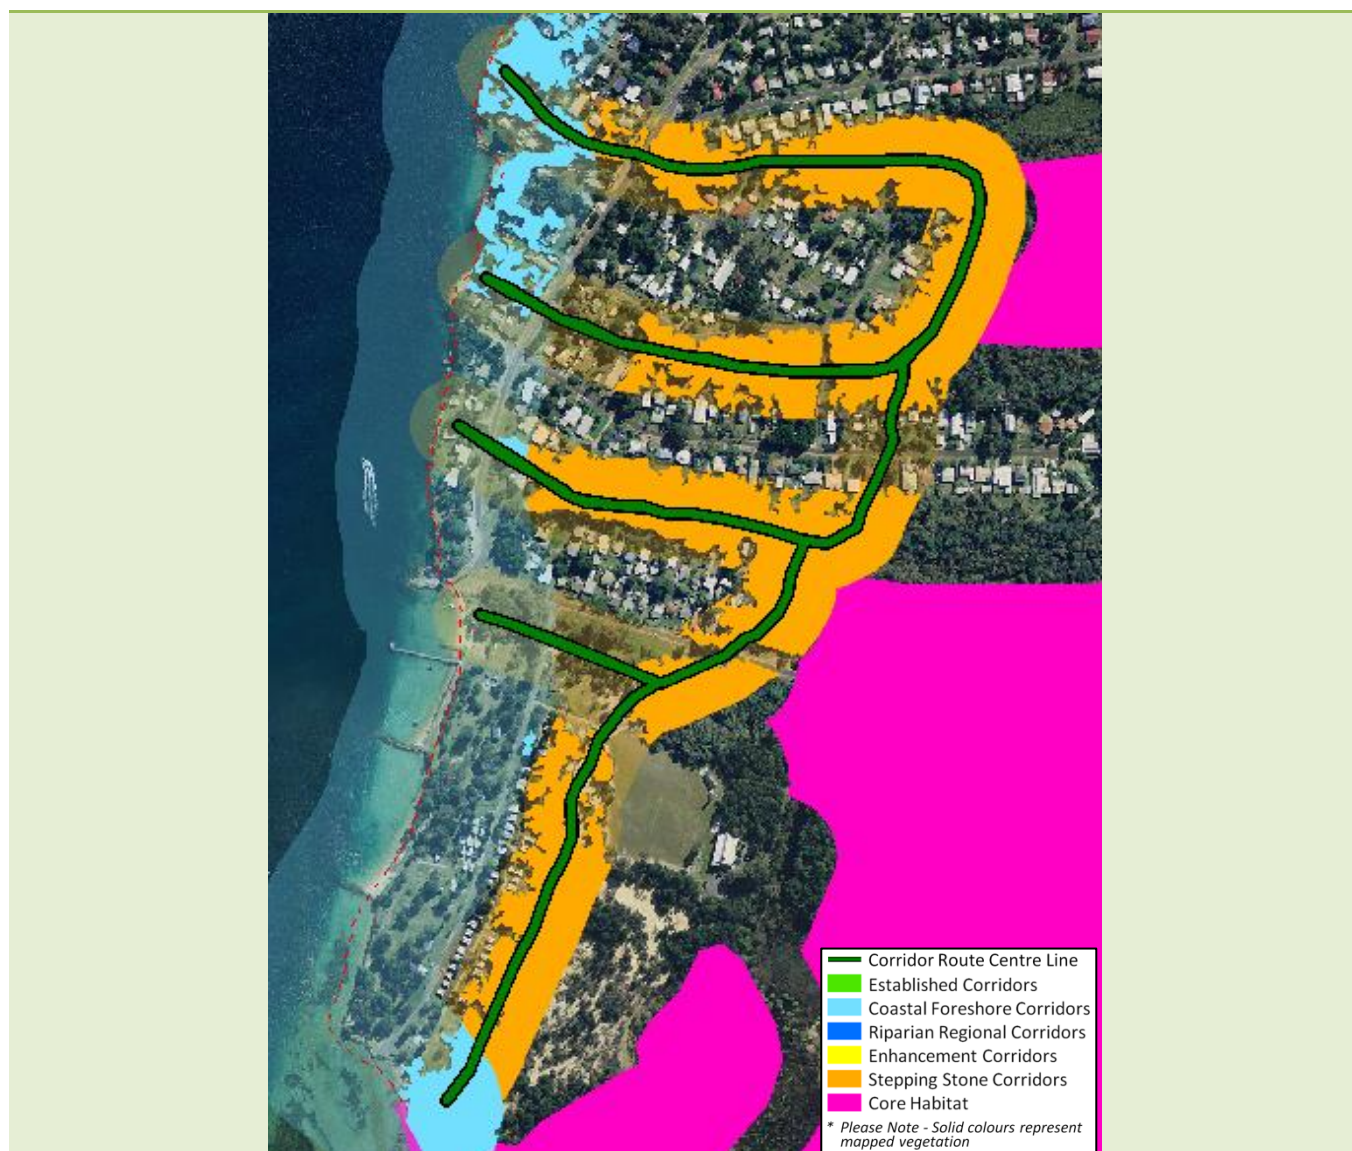 Corridor Route Centre Line
Established Corridors
Coastal Foreshore Corridors
Riparian Regional Corridors
Enhancement Corridors
Stepping Stone Corridors
Core Habitat
* Please Note - Solid colours represent
mapped vegetation